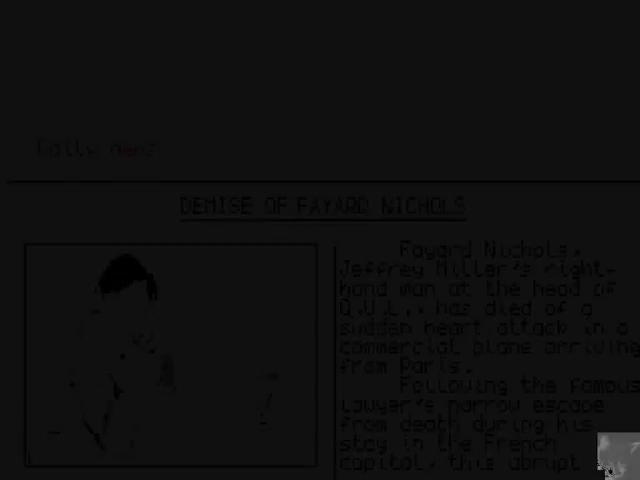 Daily news
DEMISE OF FAYARD NICHOLS
Fayard Nichols,
Jeffrey Miller's right-
hand man at the head of
Q.U.L., has died of a
sudden heart attack in a
commercial plane arriving
from Paris.
Following the famous
lawyer's narrow escape
from death during his
stay in the French
capital, this abrupt